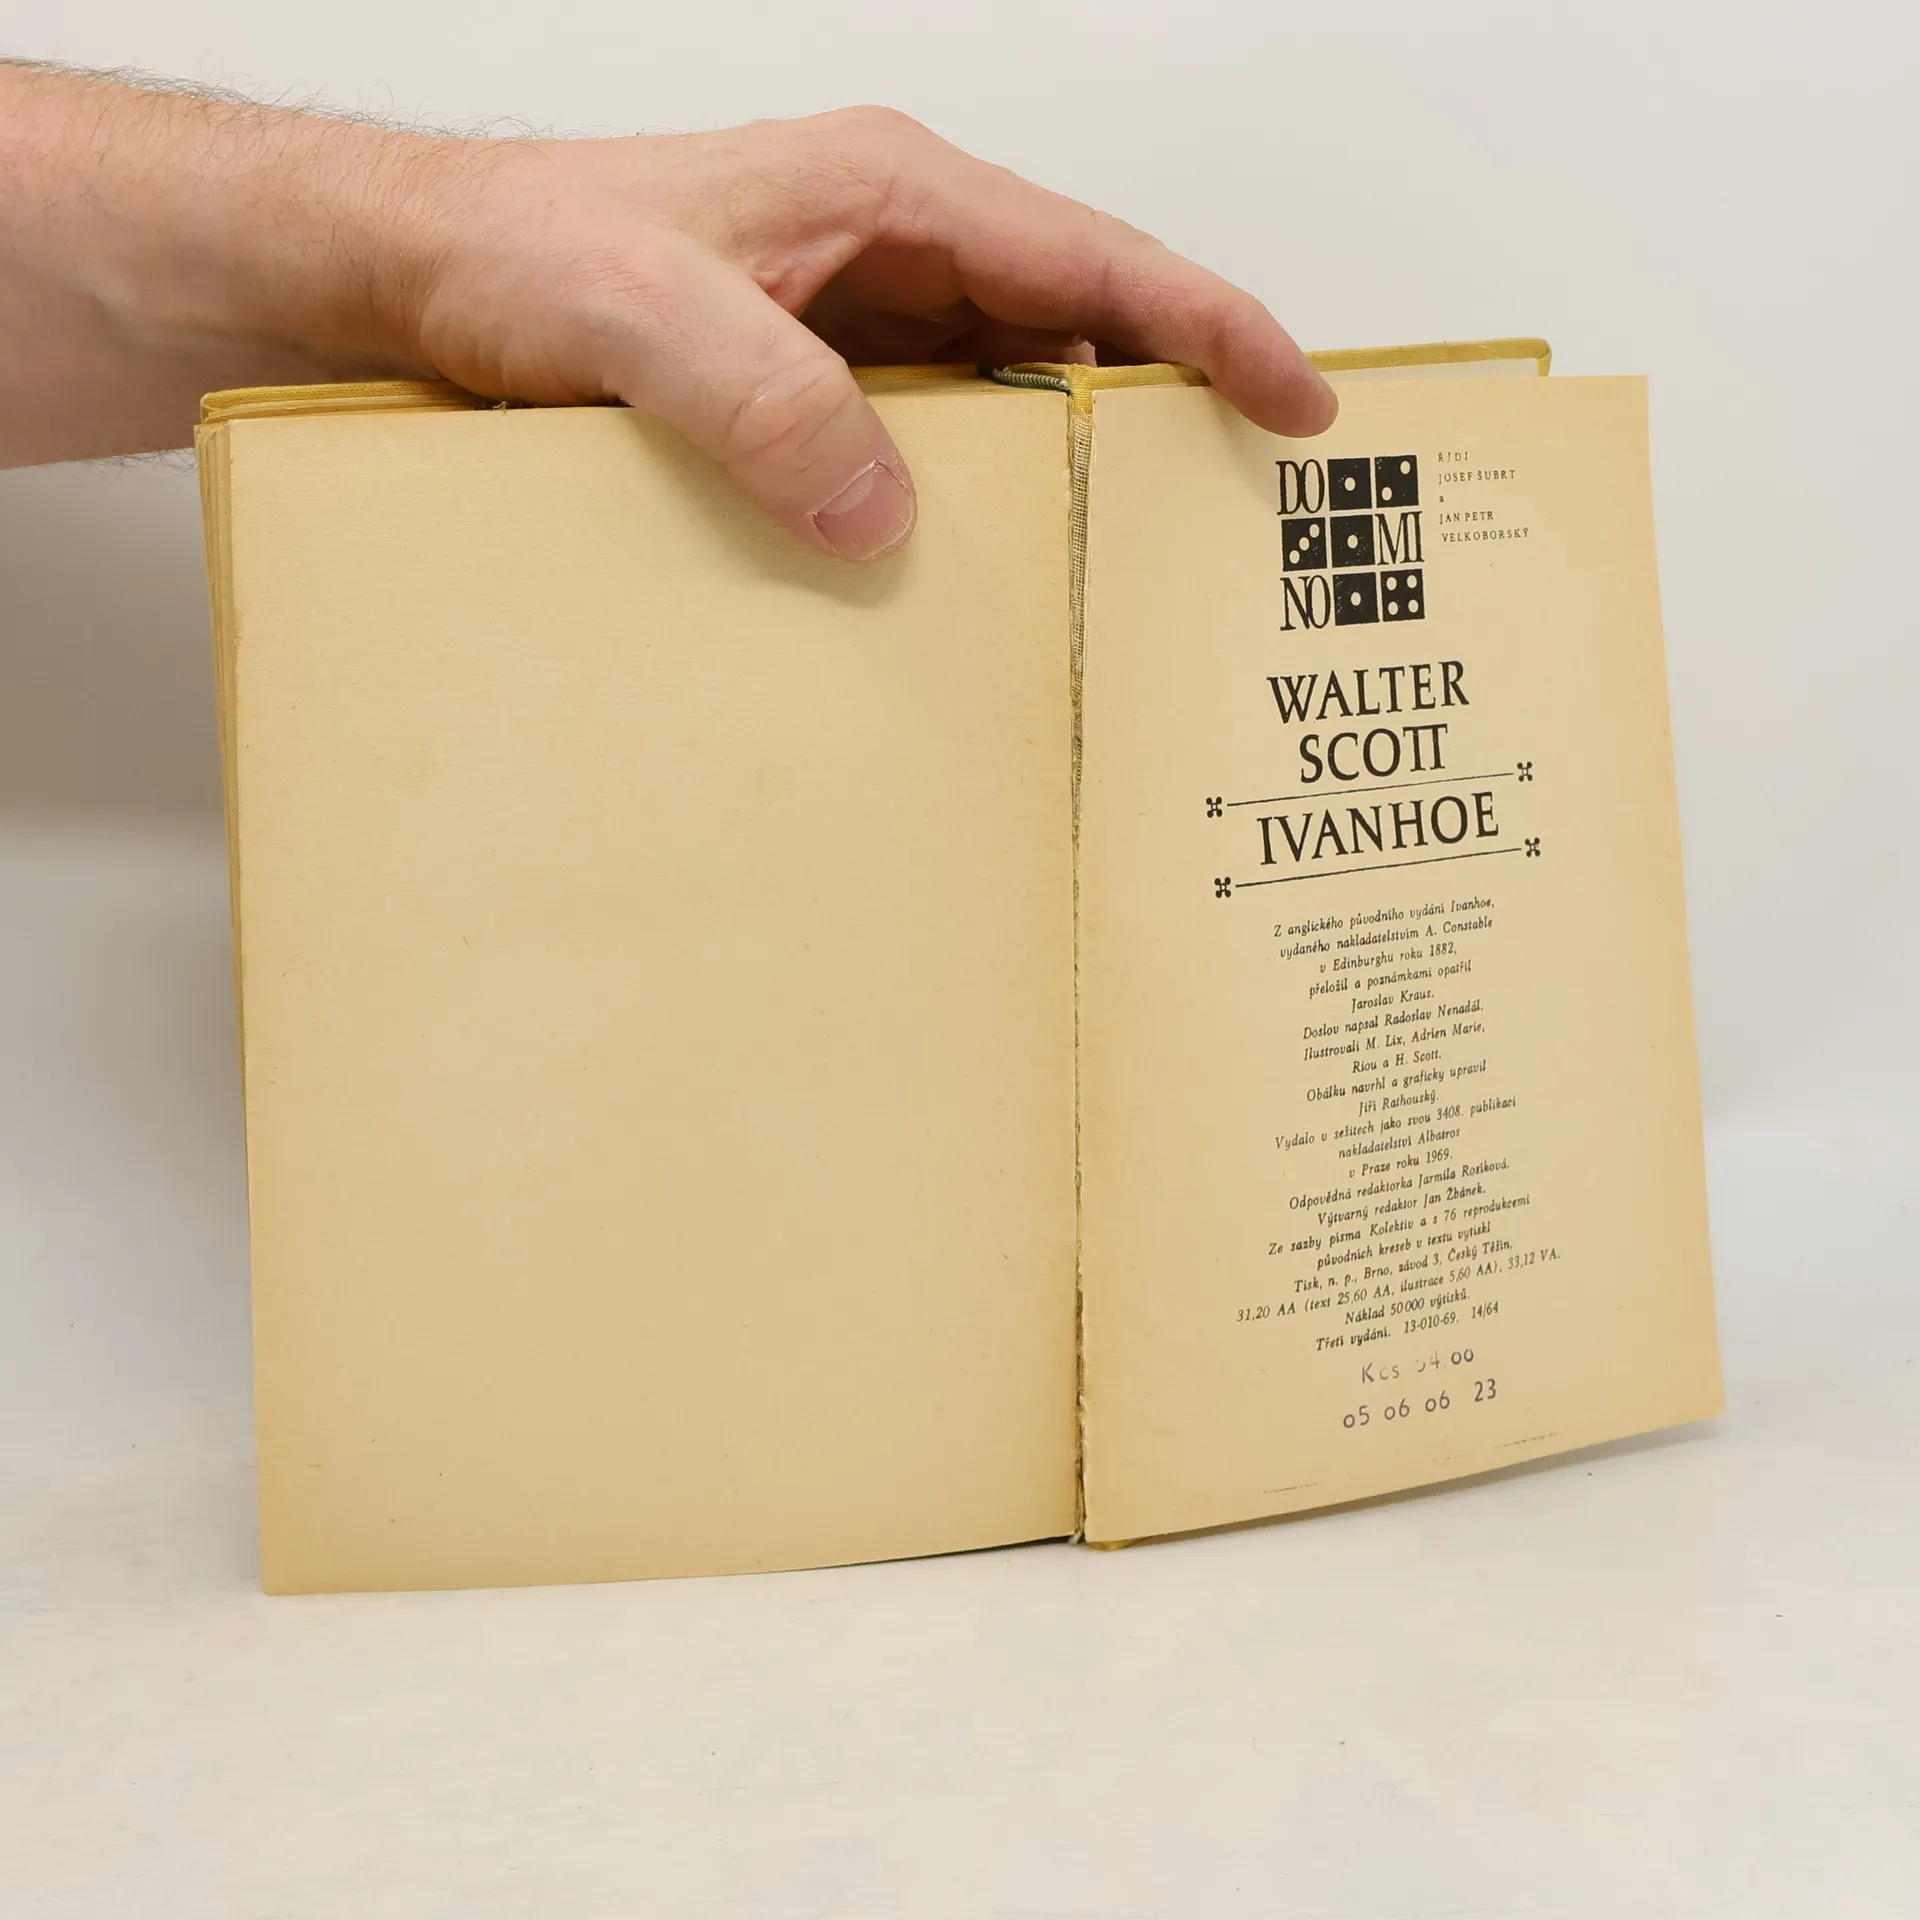 DO
MI
NO
ŘÍDÍ
JOSEF ŠUBRT
a
JAN PETR
VELKOBORSKÝ
WALTER
SCOTT
IVANHOE
Z anglického původního vydání Ivanhoe,
vydaného nakladatelstvím A. Constable
v Edinburghu roku 1882,
přeložil a poznámkami opatřil
Jaroslav Kraus.
Doslov napsal Radoslav Nenadál.
Ilustrovali M. Lix, Adrien Marie,
Riou a H. Scott.
Obálku navrhl a graficky upravil
Jiří Rathouský.
Vydalo v sešitech jako svou 3408. publikaci
nakladatelství Albatros
v Praze roku 1969.
Odpovědná redaktorka Jarmila Rosíková.
Výtvarný redaktor Jan Žbánek.
Ze sazby písma Kolektiv a s 76 reprodukcemi
původních kreseb v textu vytiskl
Tisk, n. p., Brno, závod 3, Český Těšín.
31,20 AA (text 25,60 AA, ilustrace 5,60 AA), 33,12 VA.
Náklad 50 000 výtisků.
Třetí vydání. 13-010-69. 14/64
Kcs 4.00
05 06 06 23